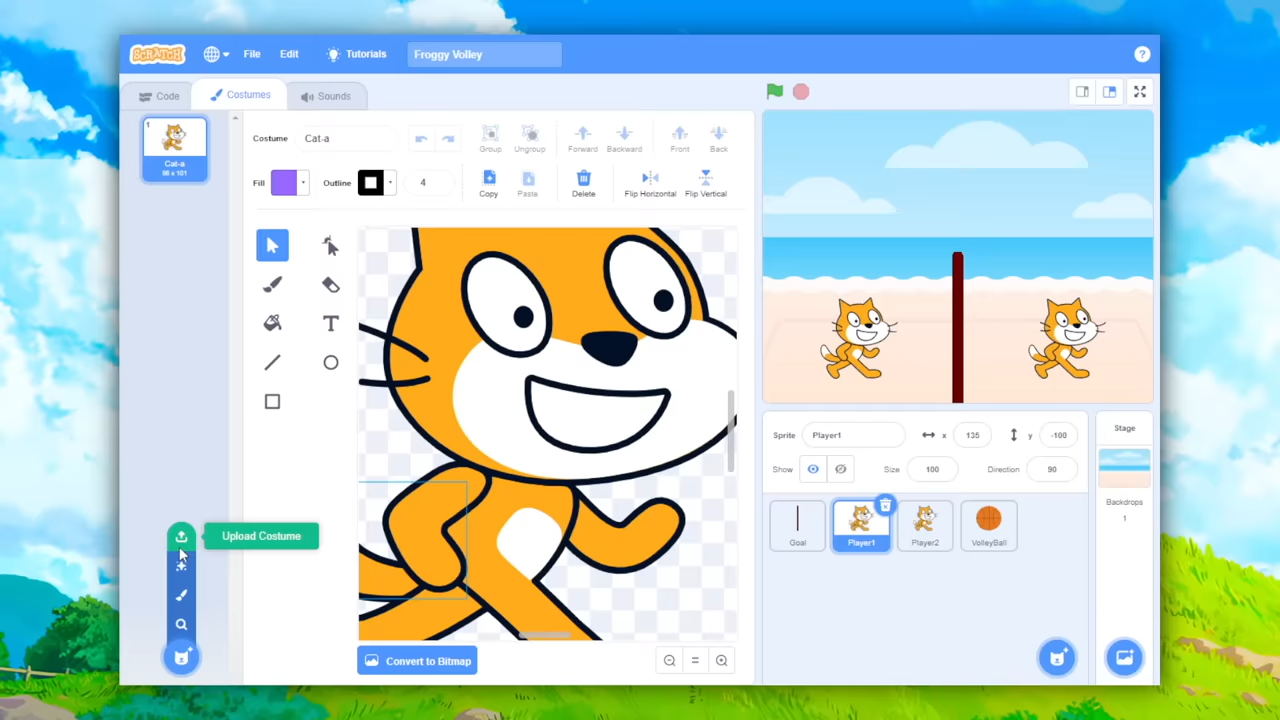 SCRATCH File Edit Tutorials Froggy Volley ?
Code Costumes Sounds
1
Cat-a
98 x 101
Costume Cat-a Group Ungroup Forward Backward Front Back
Fill Outline 4 Copy Paste Delete Flip Horizontal Flip Vertical
T
Upload Costume
Convert to Bitmap
Sprite Player1 x 135 y -100
Show Size 100 Direction 90
Goal Player1 Player2 VolleyBall
Stage
Backdrops
1